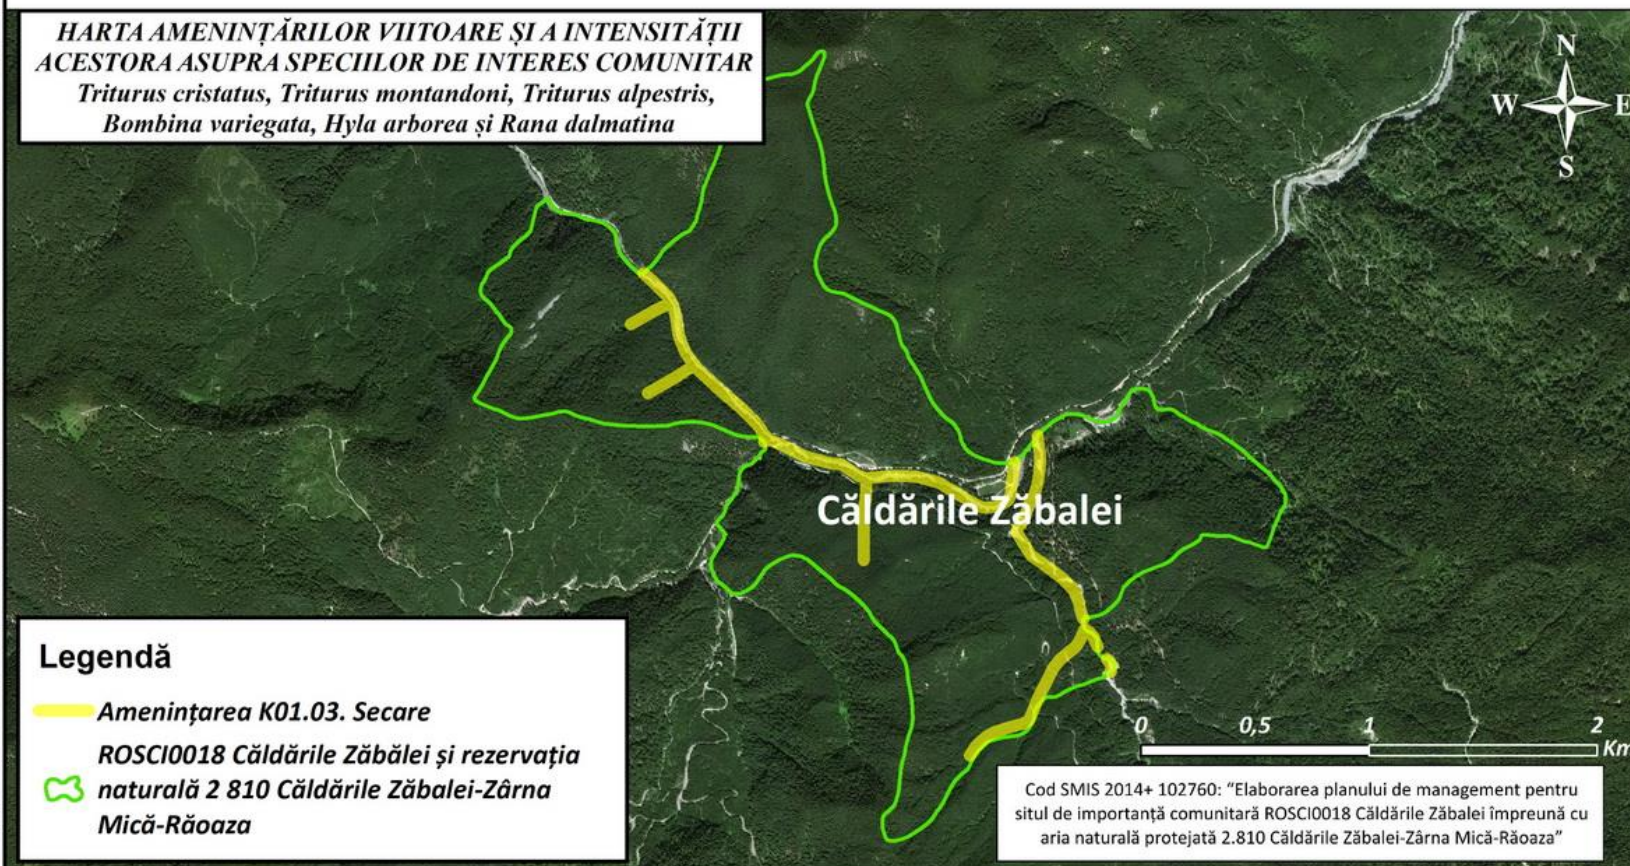 HARTA AMENINȚĂRILOR VIITOARE ȘI A INTENSITĂȚII
ACESTORA ASUPRA SPECIILOR DE INTERES COMUNITAR
Triturus cristatus, Triturus montandoni, Triturus alpestris,
Bombina variegata, Hyla arborea și Rana dalmatina
N
W E
S
Căldările Zăbalei
Legendă
Amenințarea K01.03. Secare
ROSCI0018 Căldările Zăbălei și rezervația
naturală 2 810 Căldările Zăbalei-Zârna
Mică-Răoaza
0 0,5 1 2
Km
Cod SMIS 2014+ 102760: “Elaborarea planului de management pentru
situl de importanță comunitară ROSCI0018 Căldările Zăbalei împreună cu
aria naturală protejată 2.810 Căldările Zăbalei-Zârna Mică-Răoaza”